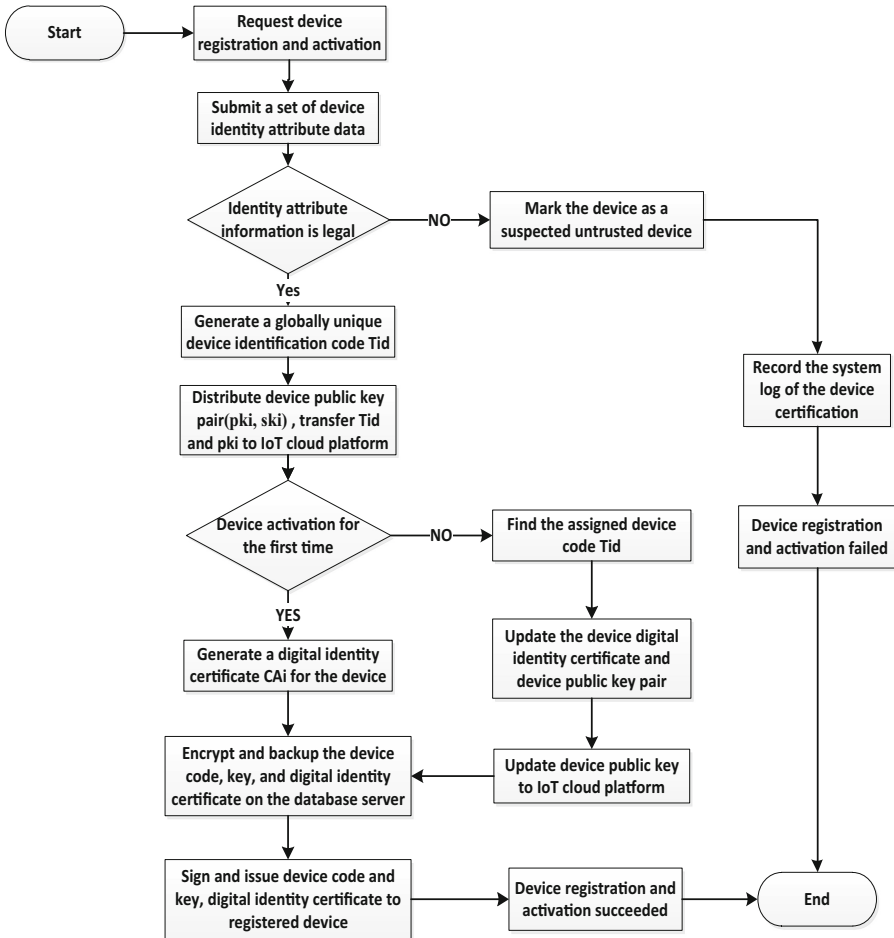 Start
Request device
registration and activation
Submit a set of device
identity attribute data
Identity attribute
information is legal
NO
Mark the device as a
suspected untrusted device
Yes
Generate a globally unique
device identification code Tid
Record the system
log of the device
certification
Distribute device public key
pair(pki, ski) , transfer Tid
and pki to IoT cloud platform
Device activation for
the first time
NO
Find the assigned device
code Tid
Device registration
and activation failed
YES
Generate a digital identity
certificate CAi for the device
Update the device digital
identity certificate and
device public key pair
Encrypt and backup the device
code, key, and digital identity
certificate on the database server
Update device public key
to IoT cloud platform
Sign and issue device code and
key, digital identity certificate to
registered device
Device registration and
activation succeeded
End